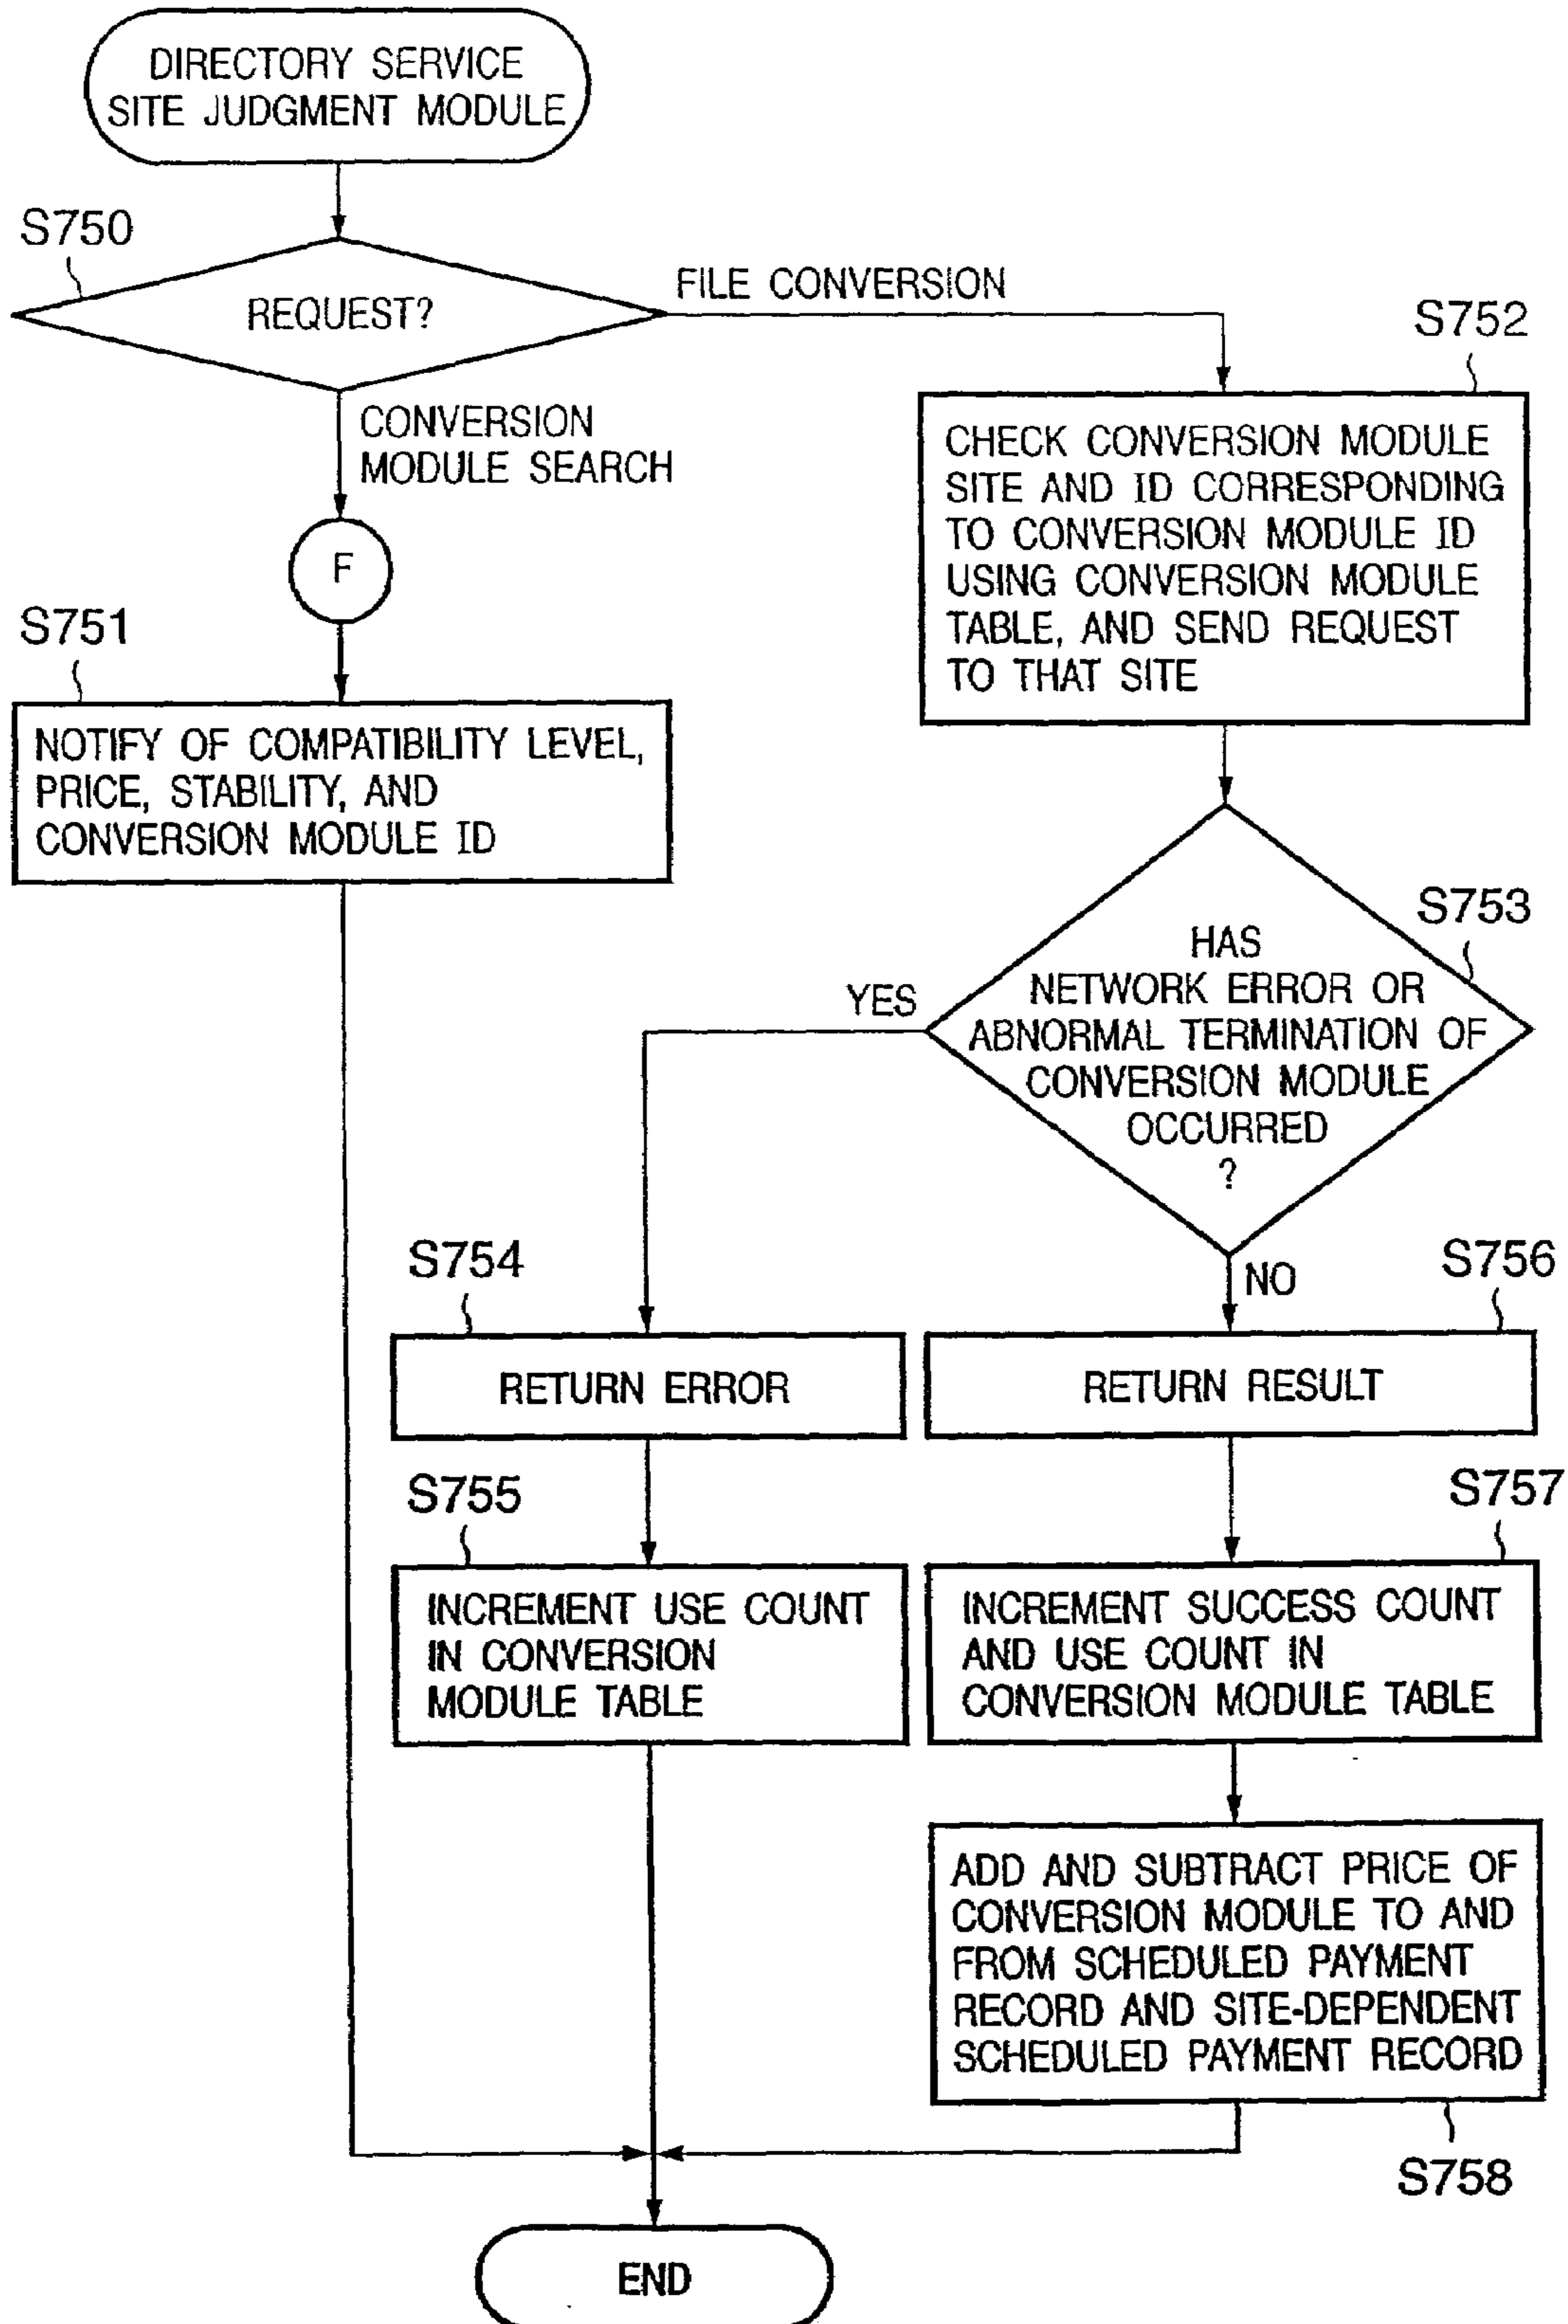 DIRECTORY SERVICE
SITE JUDGMENT MODULE
S750
REQUEST?
FILE CONVERSION
CONVERSION
MODULE SEARCH
F
S751
NOTIFY OF COMPATIBILITY LEVEL,
PRICE, STABILITY, AND
CONVERSION MODULE ID
S752
CHECK CONVERSION MODULE
SITE AND ID CORRESPONDING
TO CONVERSION MODULE ID
USING CONVERSION MODULE
TABLE, AND SEND REQUEST
TO THAT SITE
S753
HAS
NETWORK ERROR OR
ABNORMAL TERMINATION OF
CONVERSION MODULE
OCCURRED
?
YES
NO
S754
RETURN ERROR
S755
INCREMENT USE COUNT
IN CONVERSION
MODULE TABLE
S756
RETURN RESULT
S757
INCREMENT SUCCESS COUNT
AND USE COUNT IN
CONVERSION MODULE TABLE
ADD AND SUBTRACT PRICE OF
CONVERSION MODULE TO AND
FROM SCHEDULED PAYMENT
RECORD AND SITE-DEPENDENT
SCHEDULED PAYMENT RECORD
S758
END